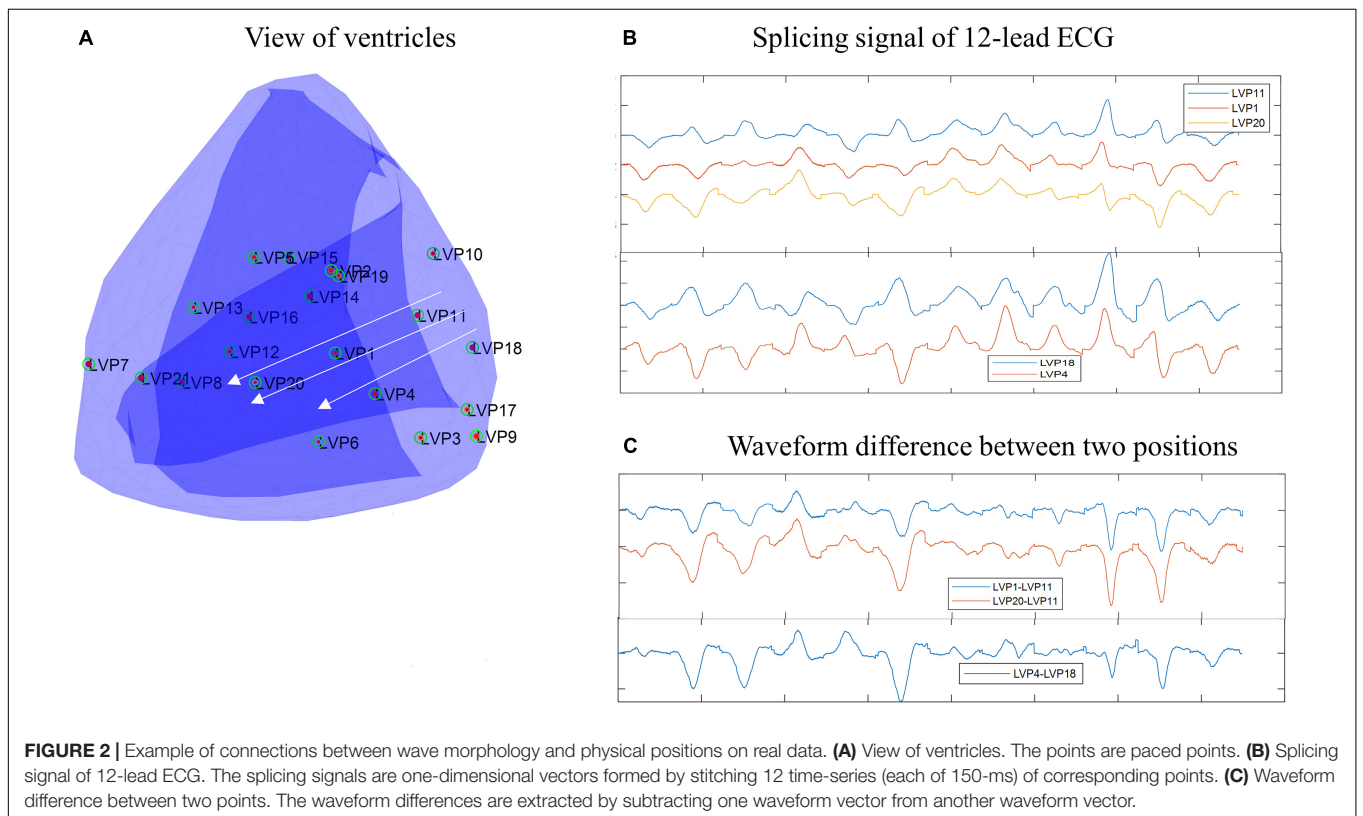 A
View of ventricles
LVP5
LVP15
LVP2
LVP19
LVP10
LVP13
LVP14
LVP16
LVP11
LVP12
LVP1
LVP18
LVP7
LVP21
LVP8
LVP20
LVP4
LVP17
LVP6
LVP3
LVP9
B
Splicing signal of 12-lead ECG
LVP11
LVP1
LVP20
LVP18
LVP4
C
Waveform difference between two positions
LVP1-LVP11
LVP20-LVP11
LVP4-LVP18
FIGURE 2 | Example of connections between wave morphology and physical positions on real data. (A) View of ventricles. The points are paced points. (B) Splicing
signal of 12-lead ECG. The splicing signals are one-dimensional vectors formed by stitching 12 time-series (each of 150-ms) of corresponding points. (C) Waveform
difference between two points. The waveform differences are extracted by subtracting one waveform vector from another waveform vector.